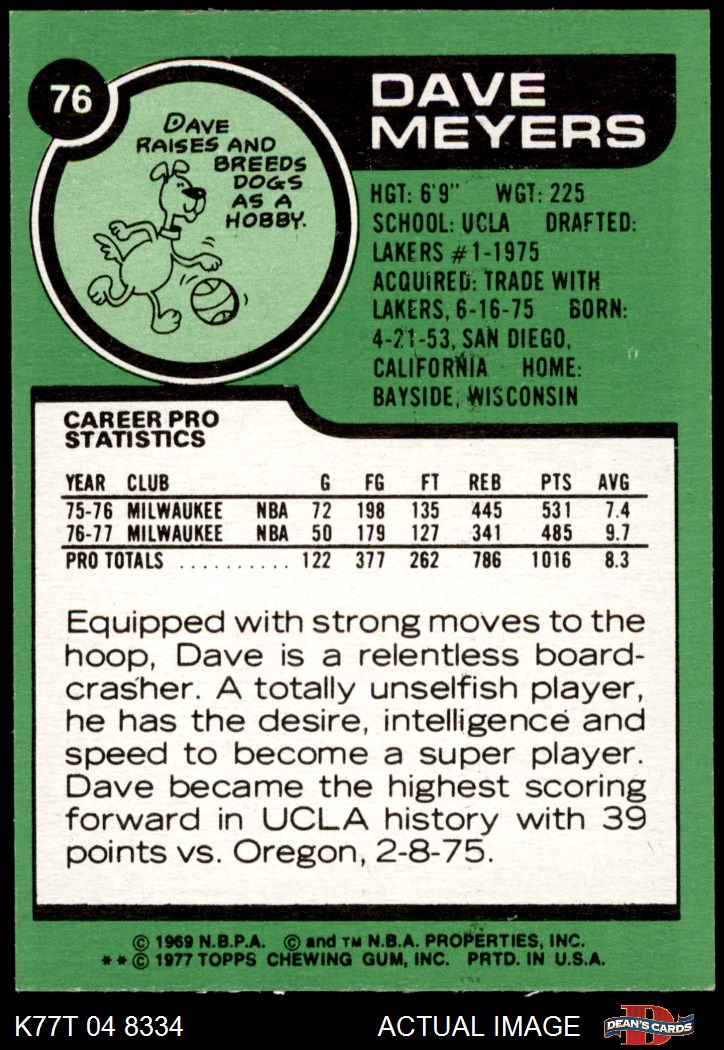 76
DAVE
MEYERS
DAVE
RAISES AND
BREEDS
DOGS
AS A
HOBBY.
HGT: 6'9" WGT: 225
SCHOOL: UCLA DRAFTED:
LAKERS #1-1975
ACQUIRED: TRADE WITH
LAKERS, 6-16-75 BORN:
4-21-53, SAN DIEGO,
CALIFORNIA HOME:
BAYSIDE, WISCONSIN
CAREER PRO
STATISTICS
YEAR CLUB G FG FT REB PTS AVG
75-76 MILWAUKEE NBA 72 198 135 445 531 7.4
76-77 MILWAUKEE NBA 50 179 127 341 485 9.7
PRO TOTALS .......... 122 377 262 786 1016 8.3
Equipped with strong moves to the
hoop, Dave is a relentless board-
crasher. A totally unselfish player,
he has the desire, intelligence and
speed to become a super player.
Dave became the highest scoring
forward in UCLA history with 39
points vs. Oregon, 2-8-75.
© 1969 N.B.P.A. © and TM N.B.A. PROPERTIES, INC.
**© 1977 TOPPS CHEWING GUM, INC. PRTD. IN U.S.A.
K77T 04 8334 ACTUAL IMAGE D DEAN'S CARDS